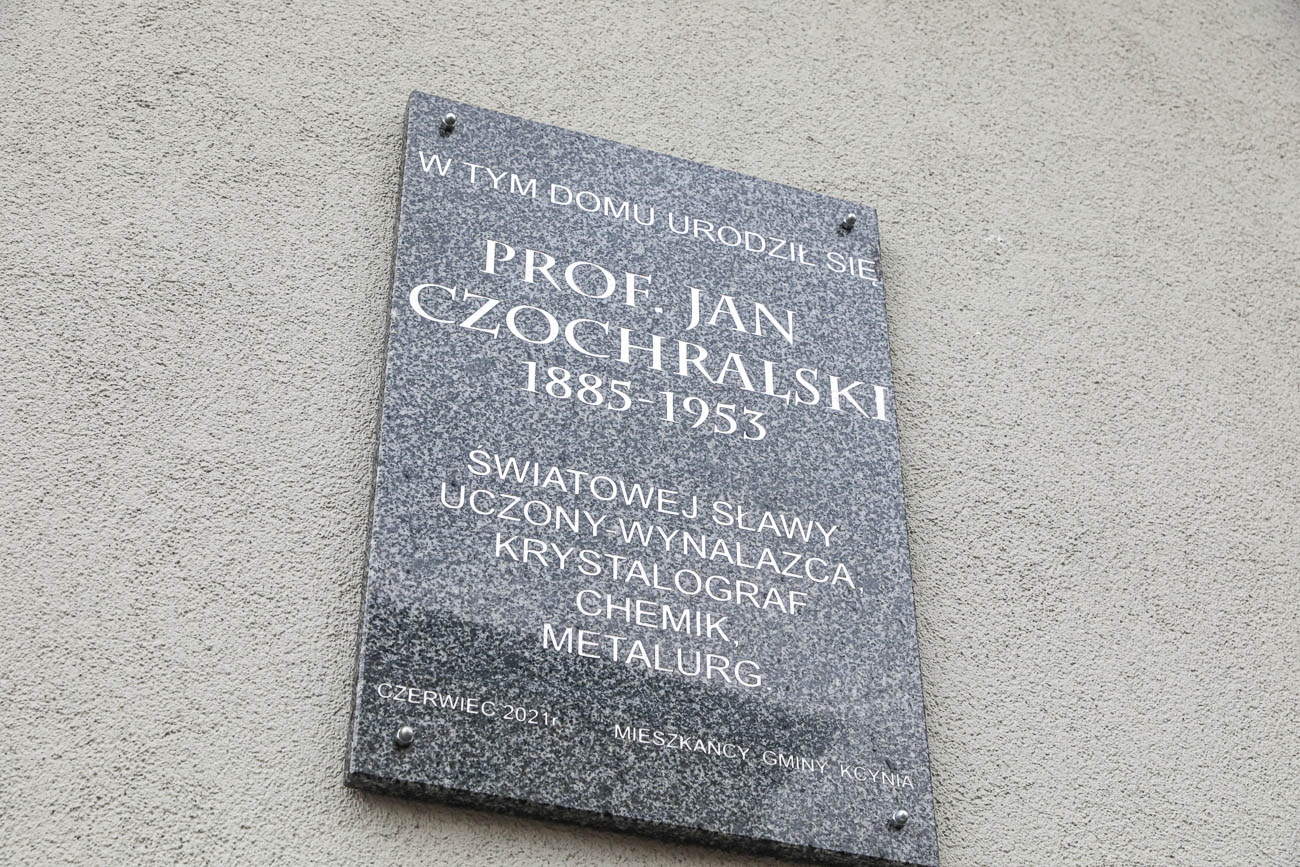 W TYM DOMU URODZIŁ SIĘ
PROF. JAN
CZOCHRALSKI
1885-1953
ŚWIATOWEJ SŁAWY
UCZONY-WYNALAZCA,
KRYSTALOGRAF
CHEMIK,
METALURG.
CZERWIEC 2021r. MIESZKAŃCY GMINY KCYNIA